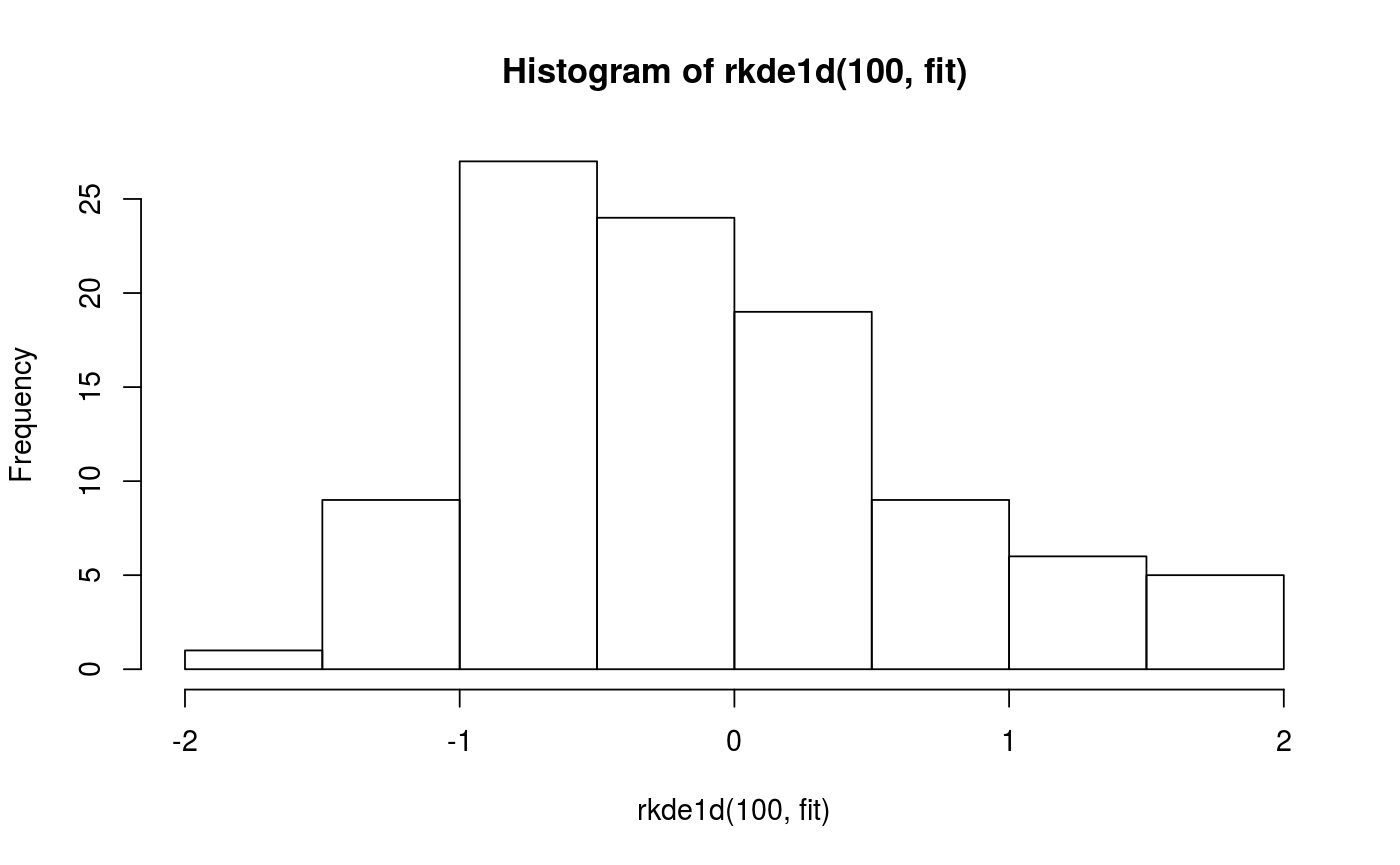 Histogram of rkde1d(100, fit)
Frequency
25
20
15
10
5
0
-2 -1 0 1 2
rkde1d(100, fit)